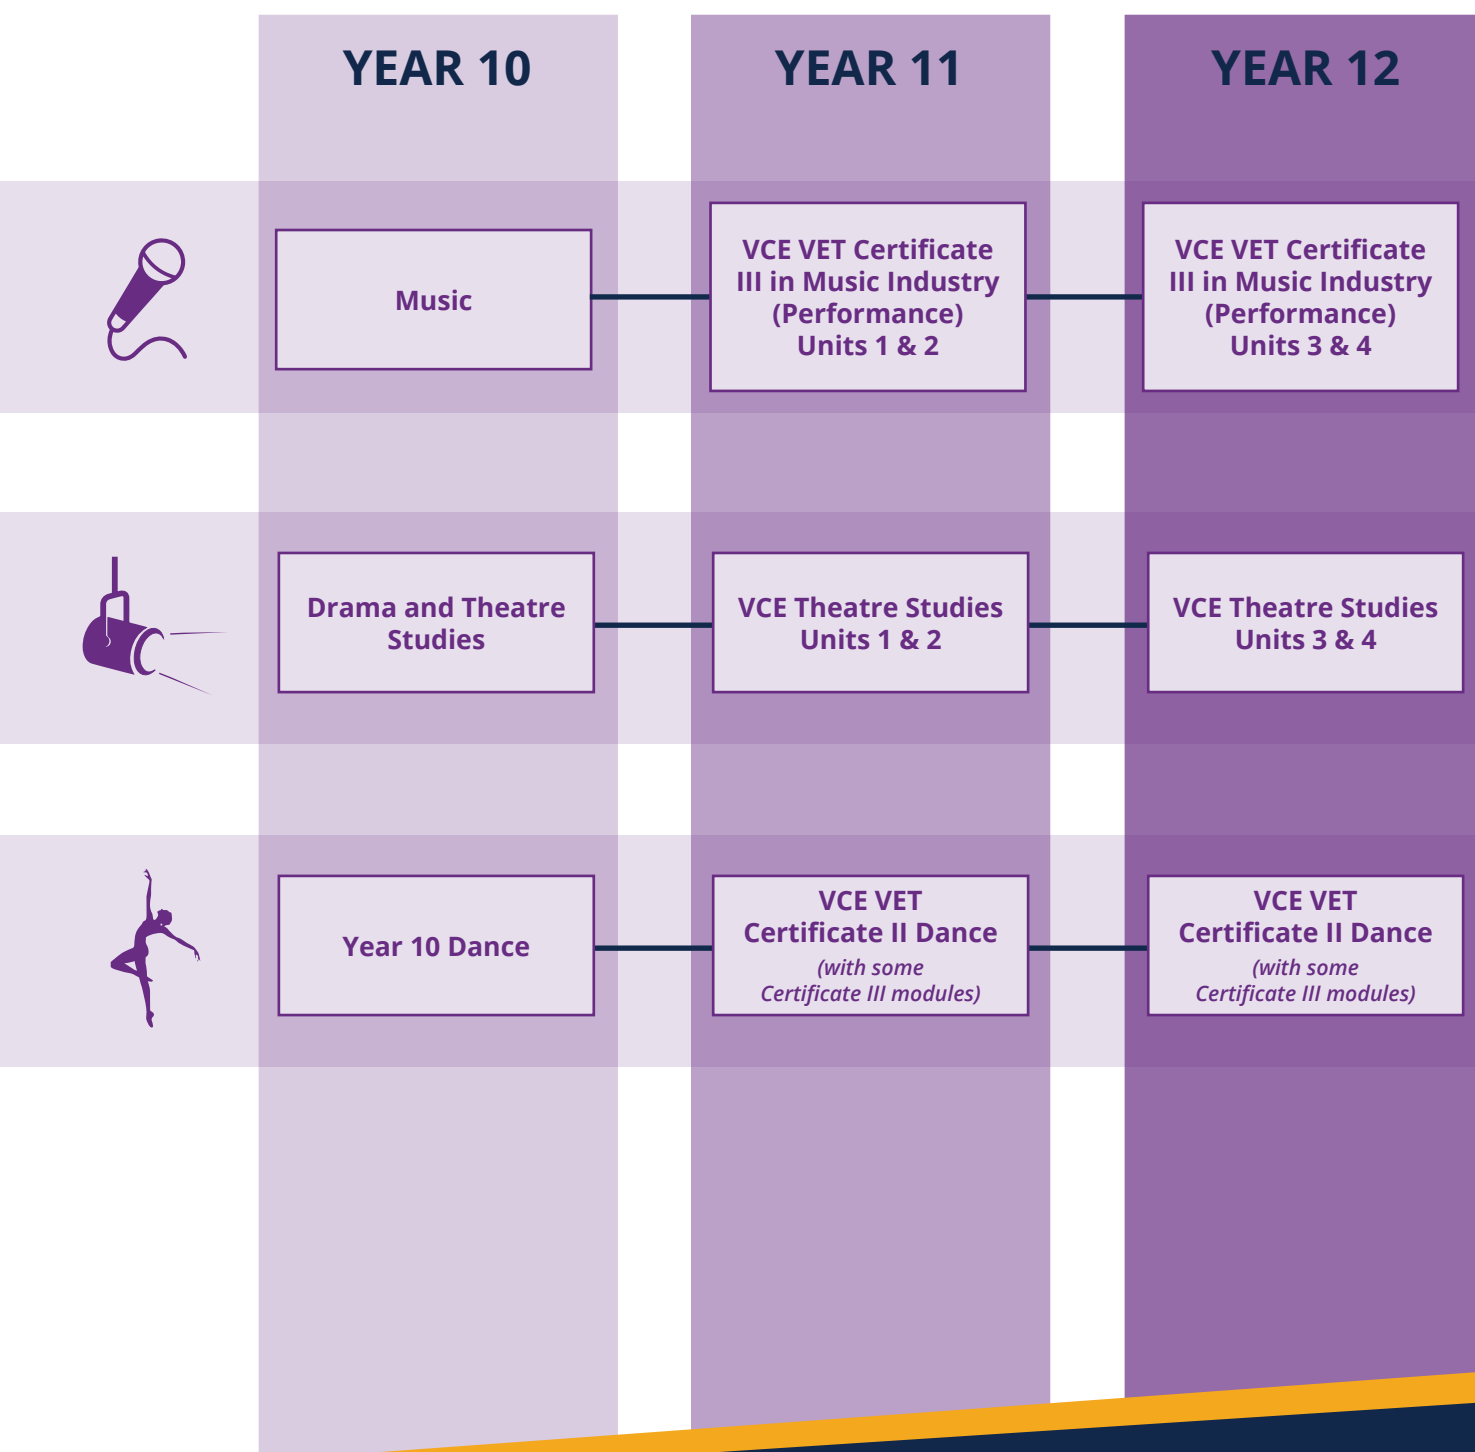 YEAR 10
YEAR 11
YEAR 12
Music
VCE VET Certificate
III in Music Industry
(Performance)
Units 1 & 2
VCE VET Certificate
III in Music Industry
(Performance)
Units 3 & 4
Drama and Theatre
Studies
VCE Theatre Studies
Units 1 & 2
VCE Theatre Studies
Units 3 & 4
Year 10 Dance
VCE VET
Certificate II Dance
(with some
Certificate III modules)
VCE VET
Certificate II Dance
(with some
Certificate III modules)